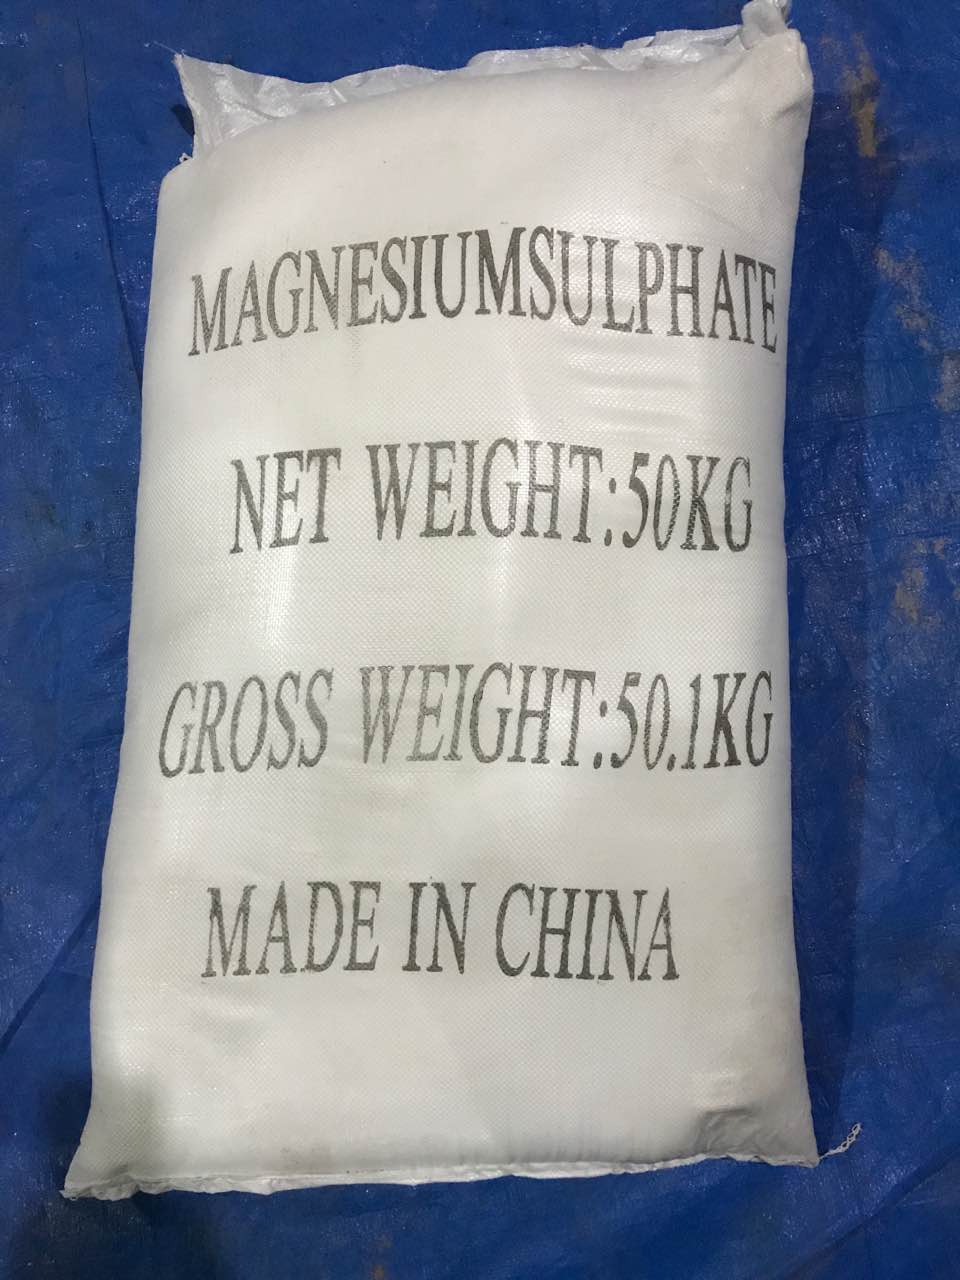 MAGNESIUMSULPHATE
NET WEIGHT:50KG
GROSS WEIGHT:50.1KG
MADE IN CHINA